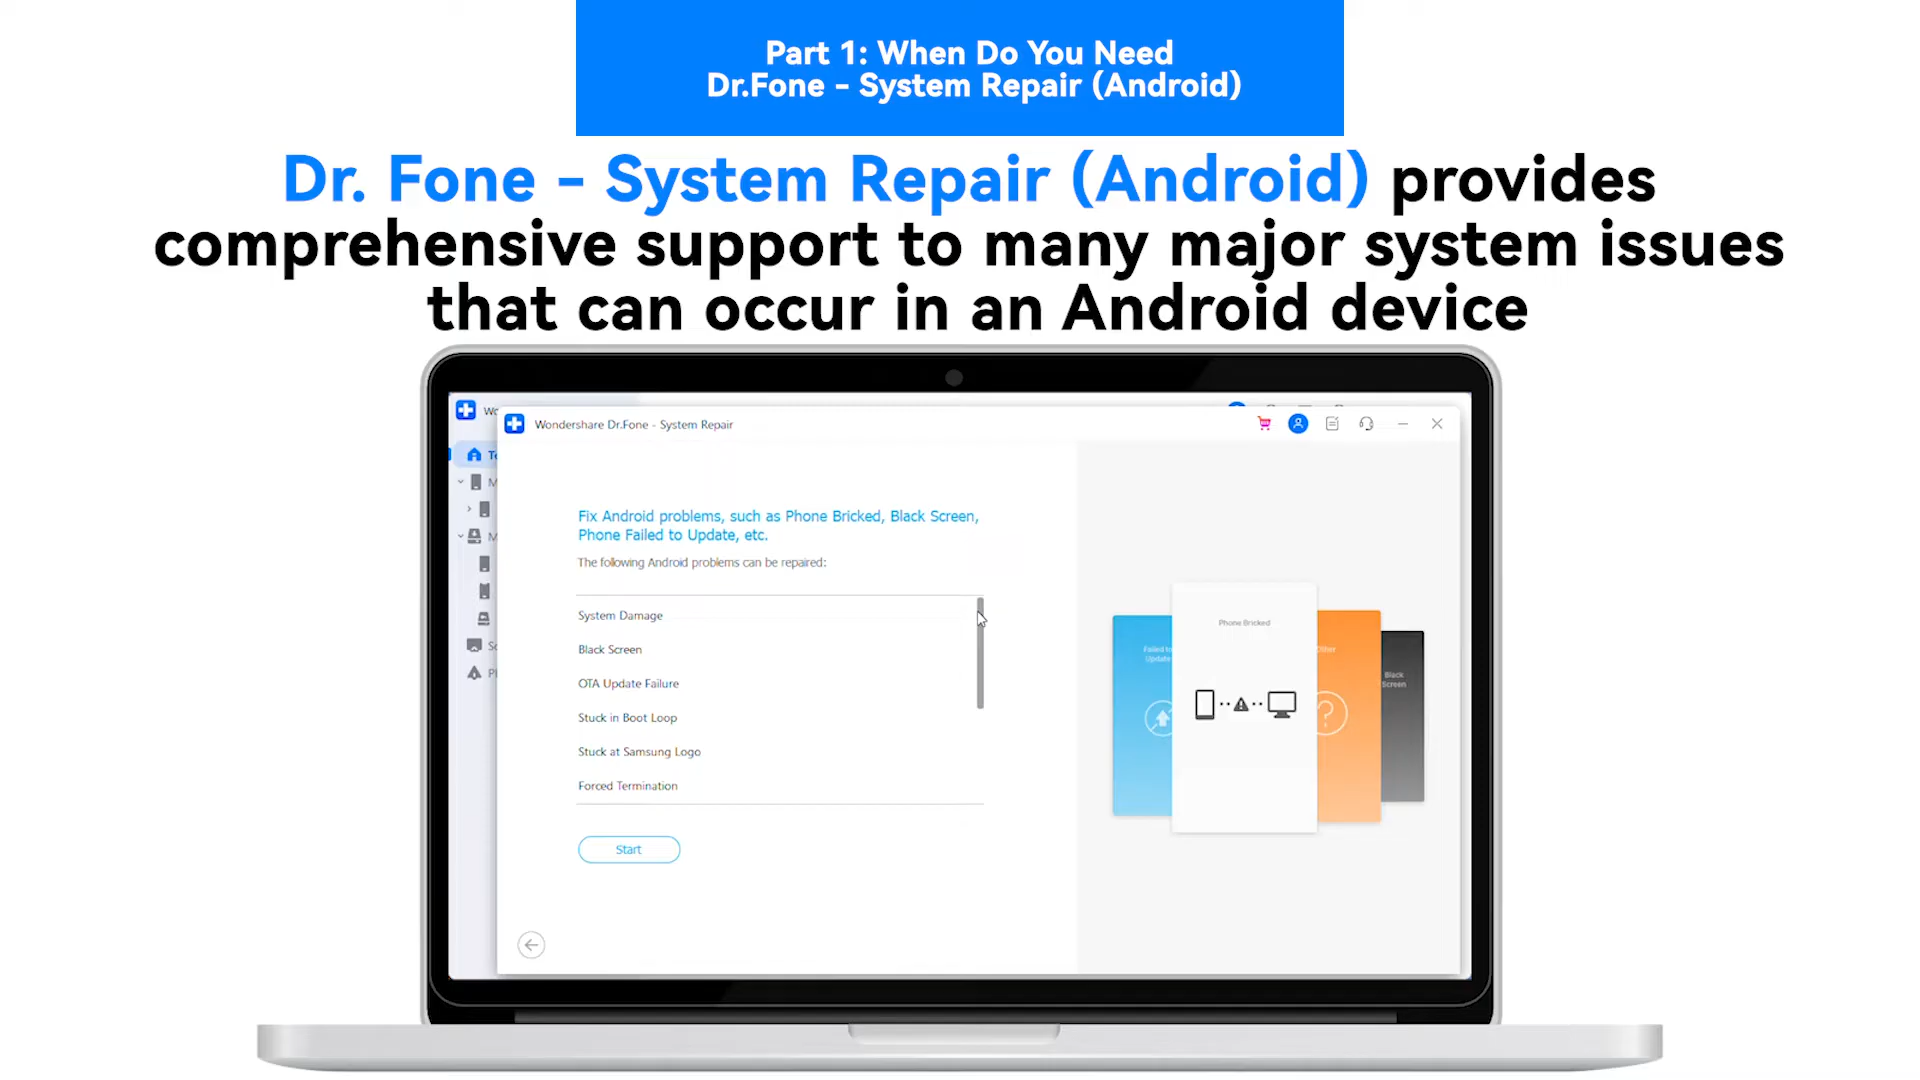 Part 1: When Do You Need
Dr.Fone - System Repair (Android)
Dr. Fone - System Repair (Android) provides
comprehensive support to many major system issues
that can occur in an Android device
Wondershare Dr.Fone - System Repair
Fix Android problems, such as Phone Bricked, Black Screen,
Phone Failed to Update, etc.
The following Android problems can be repaired:
System Damage
Black Screen
OTA Update Failure
Stuck in Boot Loop
Stuck at Samsung Logo
Forced Termination
Start
Failed to
Update
Phone Bricked
Other
Black
Screen